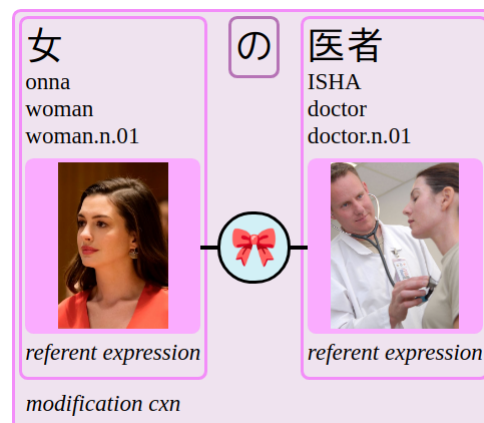 女
onna
woman
woman.n.01
referent expression
の
医者
ISHA
doctor
doctor.n.01
referent expression
modification cxn